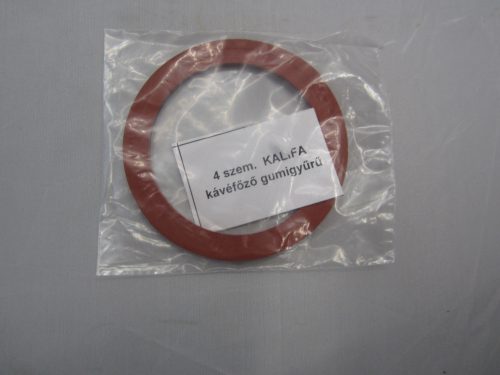 4 szem. KALIFA
kávéfőző gumigyűrű